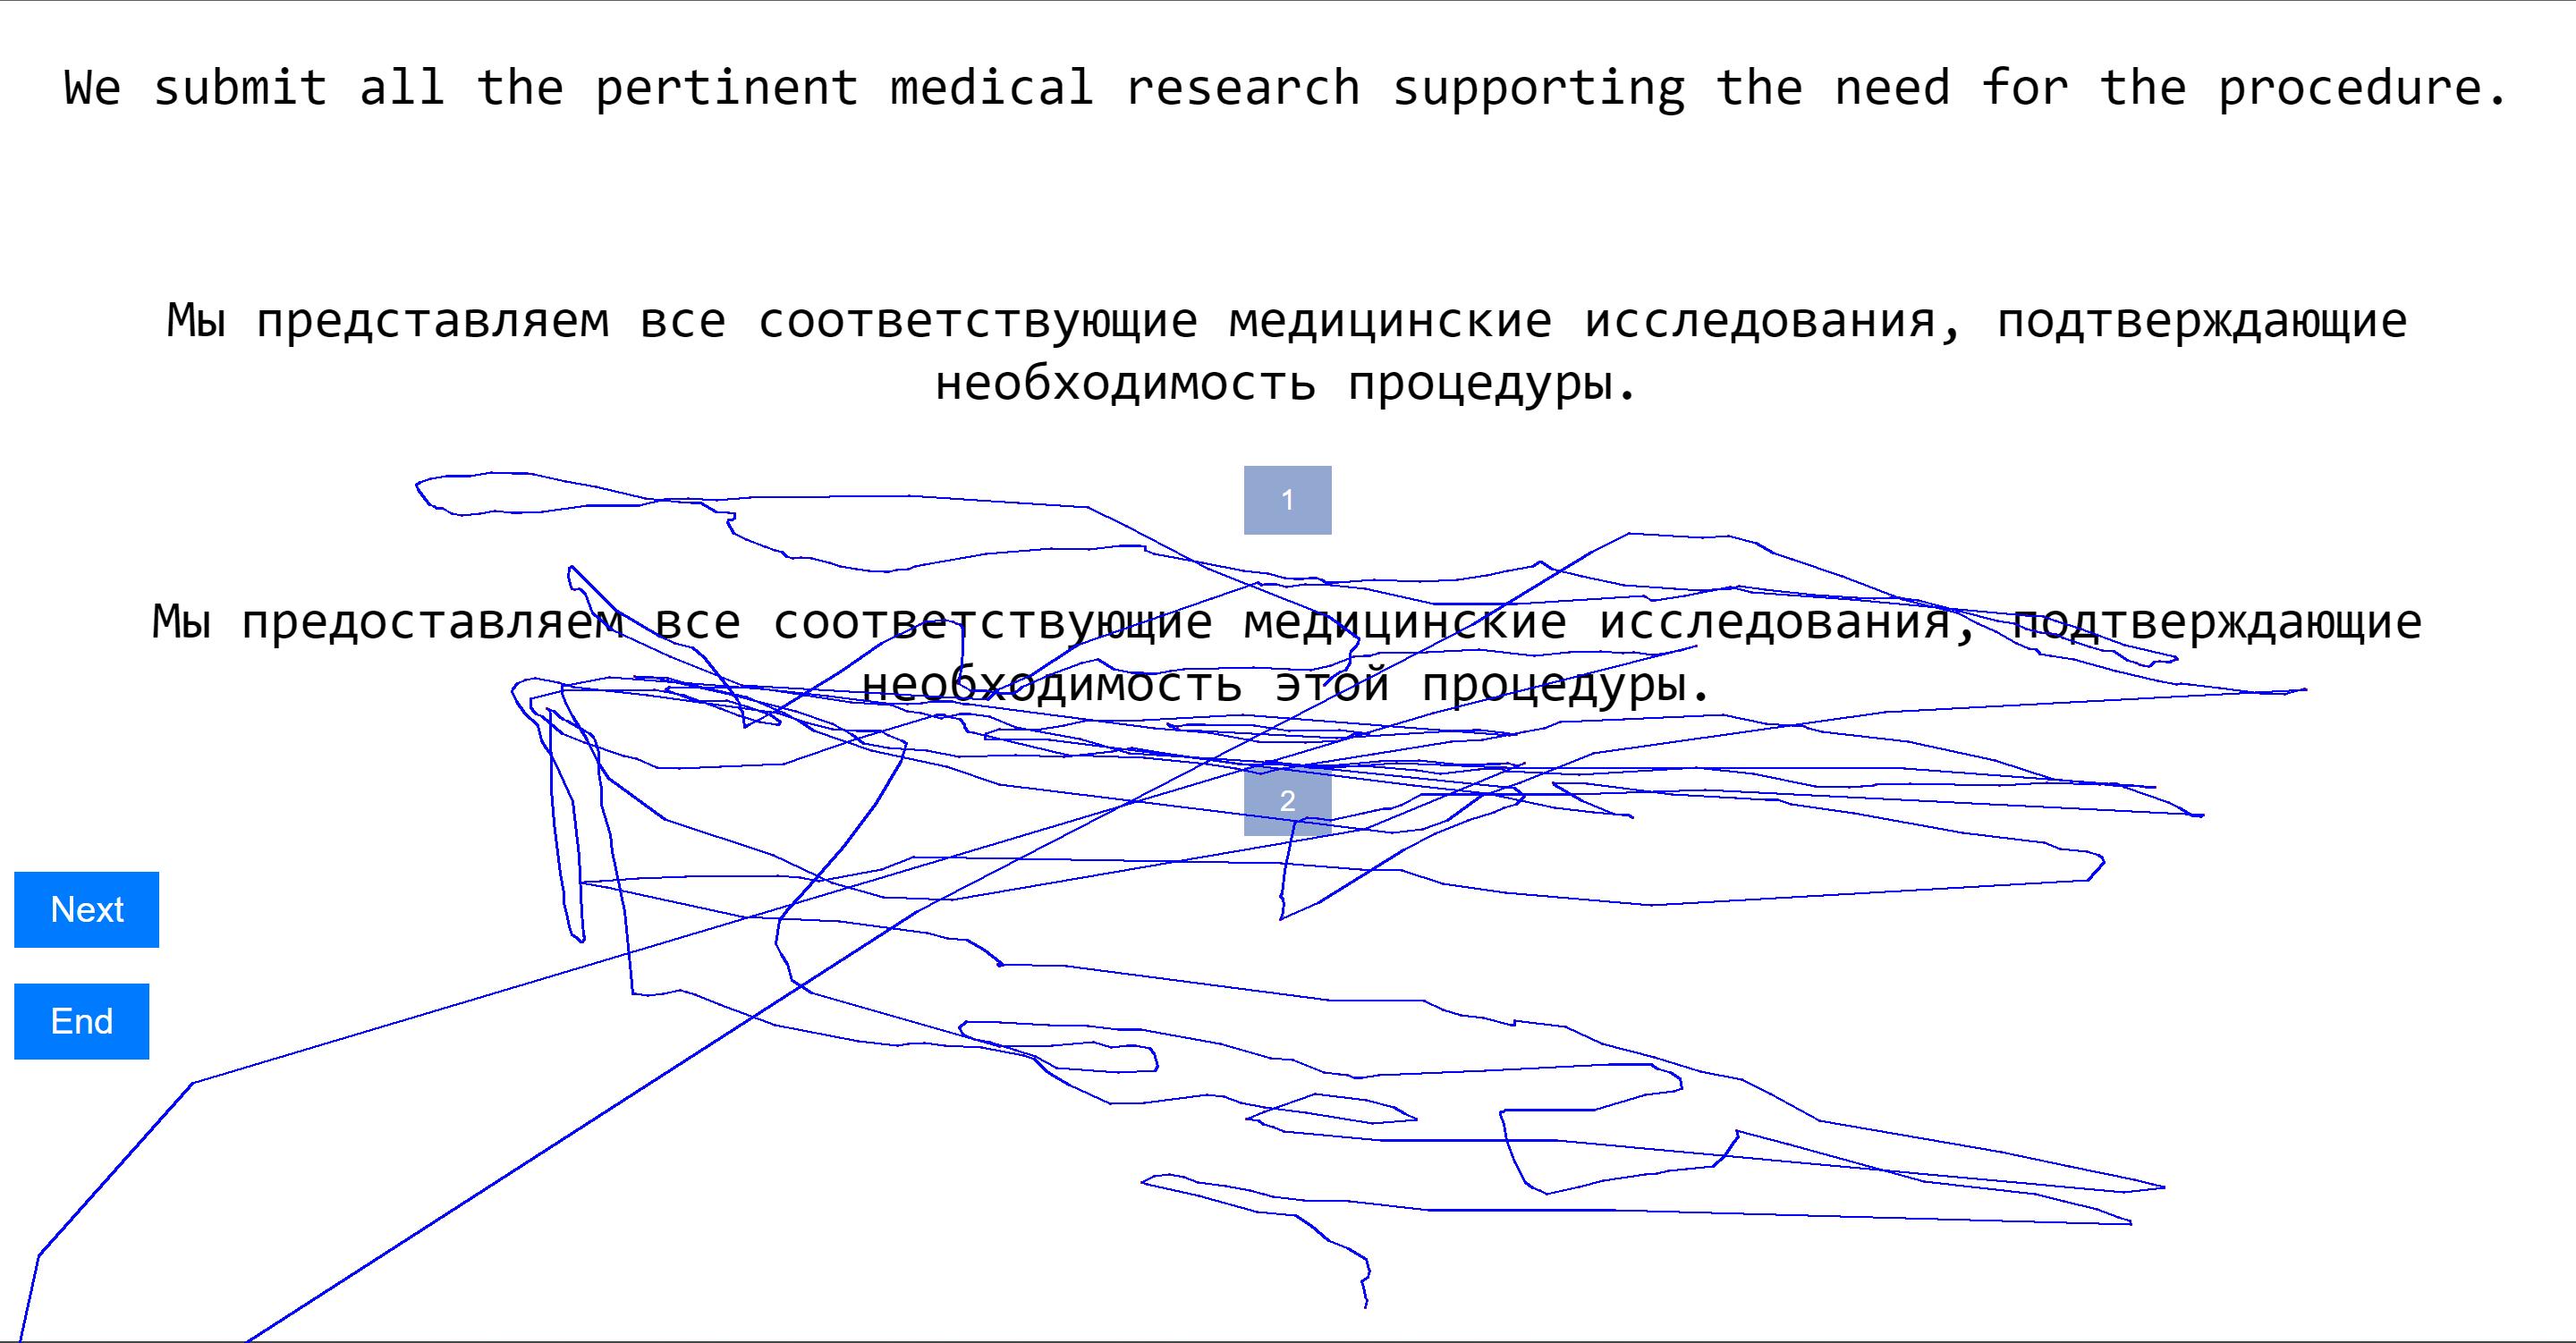 We submit all the pertinent medical research supporting the need for the procedure.
Мы представляем все соответствующие медицинские исследования, подтверждающие
необходимость процедуры.
1
Мы предоставляем все соответствующие медицинские исследования, подтверждающие
необходимость этой процедуры.
2
Next
End